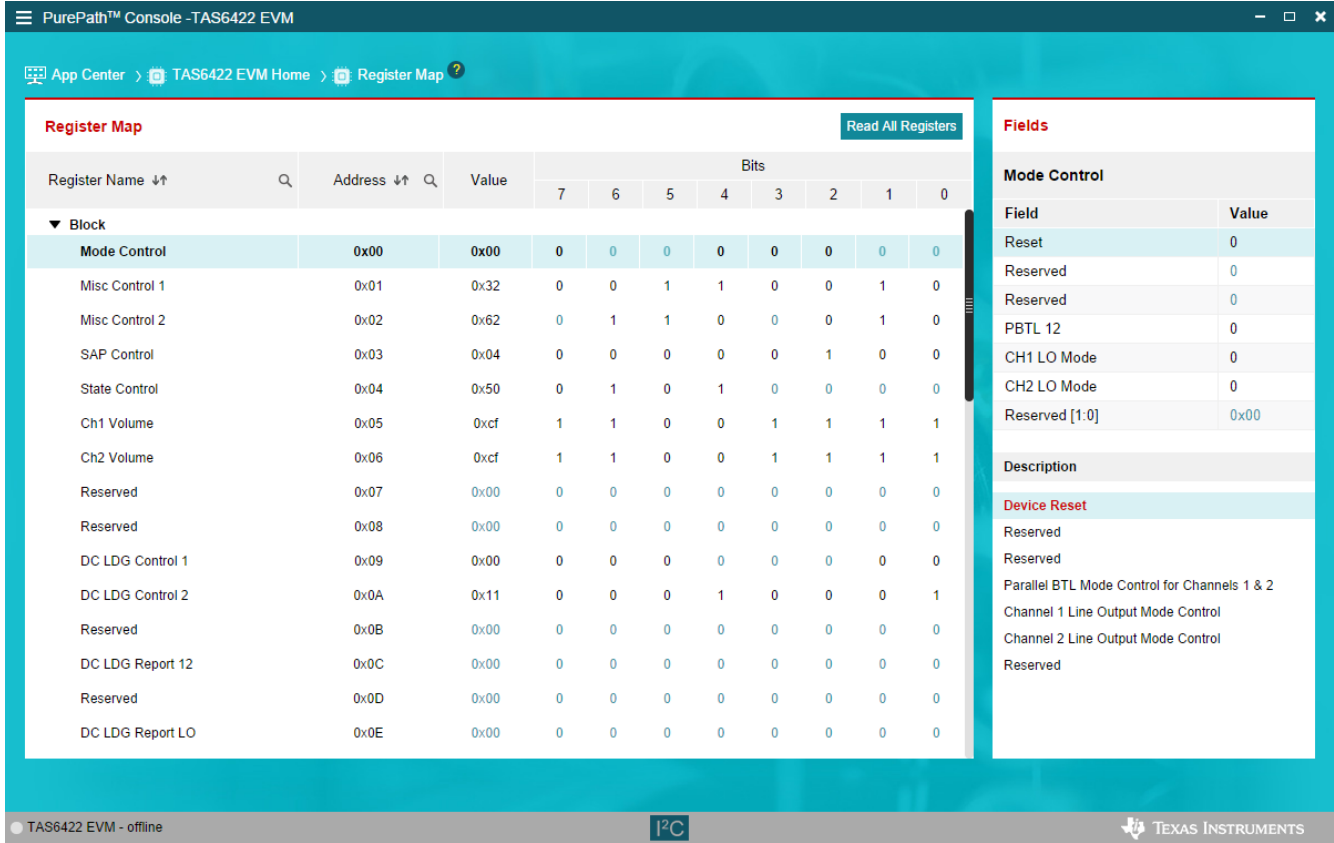 PurePath™ Console -TAS6422 EVM
App Center > TAS6422 EVM Home > Register Map ?
Register Map Read All Registers
Register Name Address Value Bits
7 6 5 4 3 2 1 0
Block
Mode Control 0x00 0x00 0 0 0 0 0 0 0 0
Misc Control 1 0x01 0x32 0 0 1 1 0 0 1 0
Misc Control 2 0x02 0x62 0 1 1 0 0 0 1 0
SAP Control 0x03 0x04 0 0 0 0 0 1 0 0
State Control 0x04 0x50 0 1 0 1 0 0 0 0
Ch1 Volume 0x05 0xcf 1 1 0 0 1 1 1 1
Ch2 Volume 0x06 0xcf 1 1 0 0 1 1 1 1
Reserved 0x07 0x00 0 0 0 0 0 0 0 0
Reserved 0x08 0x00 0 0 0 0 0 0 0 0
DC LDG Control 1 0x09 0x00 0 0 0 0 0 0 0 0
DC LDG Control 2 0x0A 0x11 0 0 0 1 0 0 0 1
Reserved 0x0B 0x00 0 0 0 0 0 0 0 0
DC LDG Report 12 0x0C 0x00 0 0 0 0 0 0 0 0
Reserved 0x0D 0x00 0 0 0 0 0 0 0 0
DC LDG Report LO 0x0E 0x00 0 0 0 0 0 0 0 0
Fields
Mode Control
Field Value
Reset 0
Reserved 0
Reserved 0
PBTL 12 0
CH1 LO Mode 0
CH2 LO Mode 0
Reserved [1:0] 0x00
Description
Device Reset
Reserved
Reserved
Parallel BTL Mode Control for Channels 1 & 2
Channel 1 Line Output Mode Control
Channel 2 Line Output Mode Control
Reserved
TAS6422 EVM - offline I²C TEXAS INSTRUMENTS